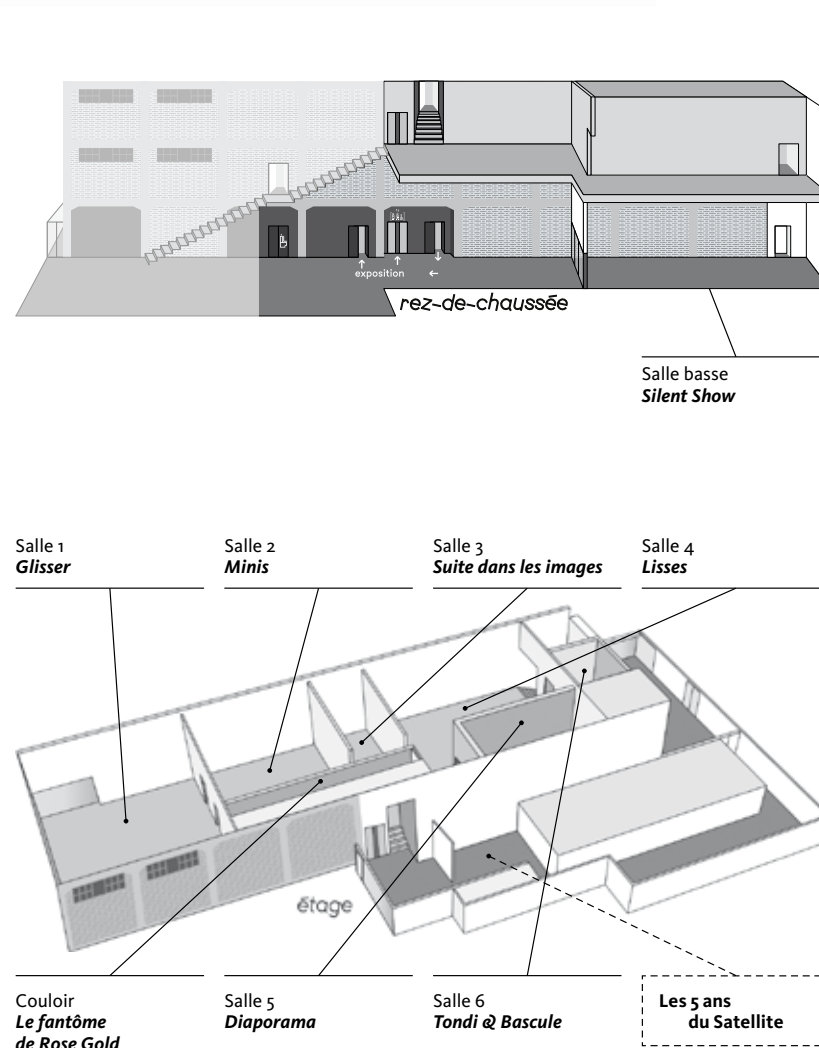 exposition
rez-de-chaussée
Salle basse
Silent Show
Salle 1
Glisser
Salle 2
Minis
Salle 3
Suite dans les images
Salle 4
Lisses
étage
Couloir
Le fantôme
de Rose Gold
Salle 5
Diaporama
Salle 6
Tondi & Bascule
Les 5 ans
du Satellite